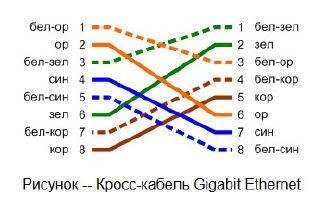 бел-ор 1 1 бел-зел
ор 2 2 зел
бел-зел 3 3 бел-ор
син 4 4 бел-кор
бел-син 5 5 кор
зел 6 6 ор
бел-кор 7 7 син
кор 8 8 бел-син
Рисунок -- Кросс-кабель Gigabit Ethernet